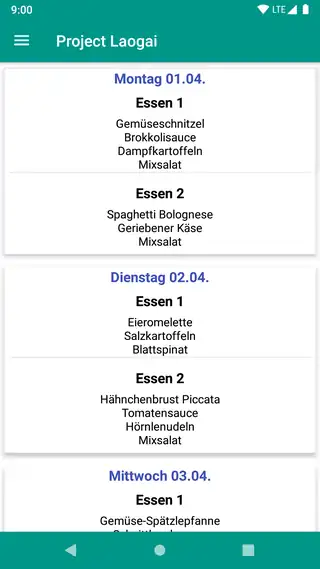 9:00
LTE
Project Laogai
Montag 01.04.
Essen 1
Gemüseschnitzel
Brokkolisauce
Dampfkartoffeln
Mixsalat
Essen 2
Spaghetti Bolognese
Geriebener Käse
Mixsalat
Dienstag 02.04.
Essen 1
Eieromelette
Salzkartoffeln
Blattspinat
Essen 2
Hähnchenbrust Piccata
Tomatensauce
Hörnlenudeln
Mixsalat
Mittwoch 03.04.
Essen 1
Gemüse-Spätzlepfanne